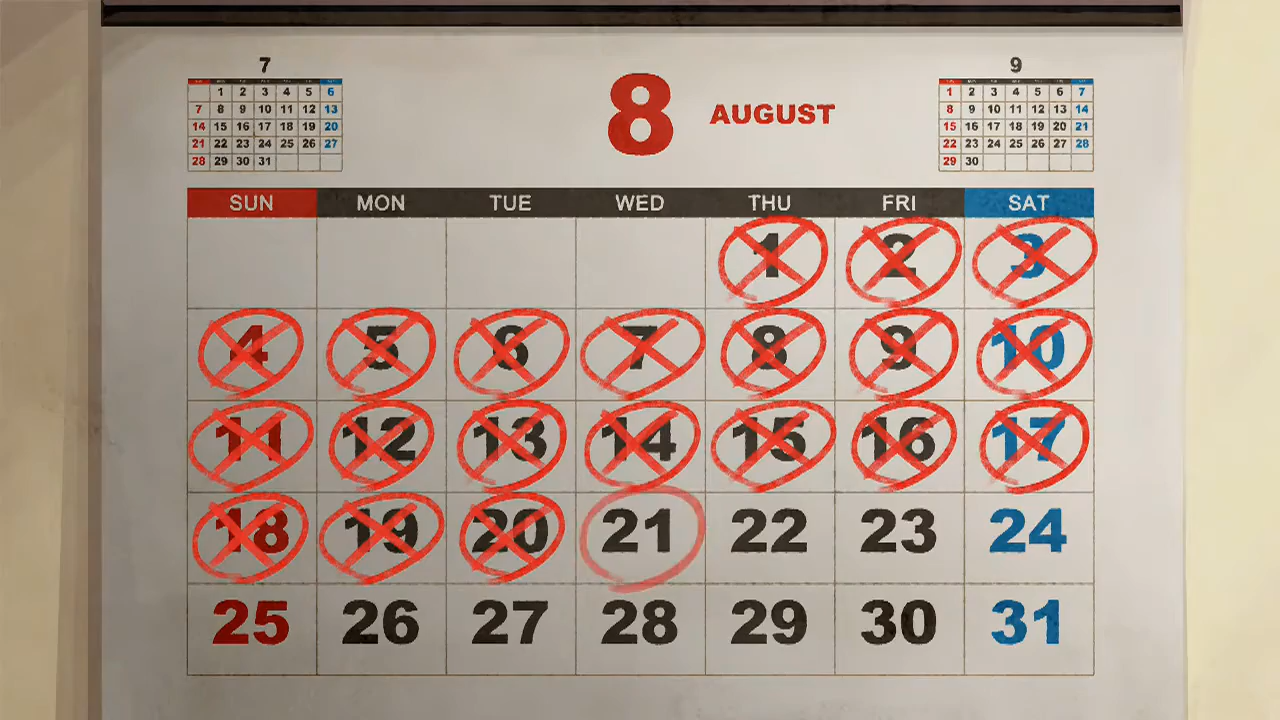 7
1 2 3 4 5 6
7 8 9 10 11 12 13
14 15 16 17 18 19 20
21 22 23 24 25 26 27
28 29 30 31
8 AUGUST
9
1 2 3 4 5 6 7
8 9 10 11 12 13 14
15 16 17 18 19 20 21
22 23 24 25 26 27 28
29 30
SUN MON TUE WED THU FRI SAT
1 2 3
4 5 6 7 8 9 10
11 12 13 14 15 16 17
18 19 20 21 22 23 24
25 26 27 28 29 30 31